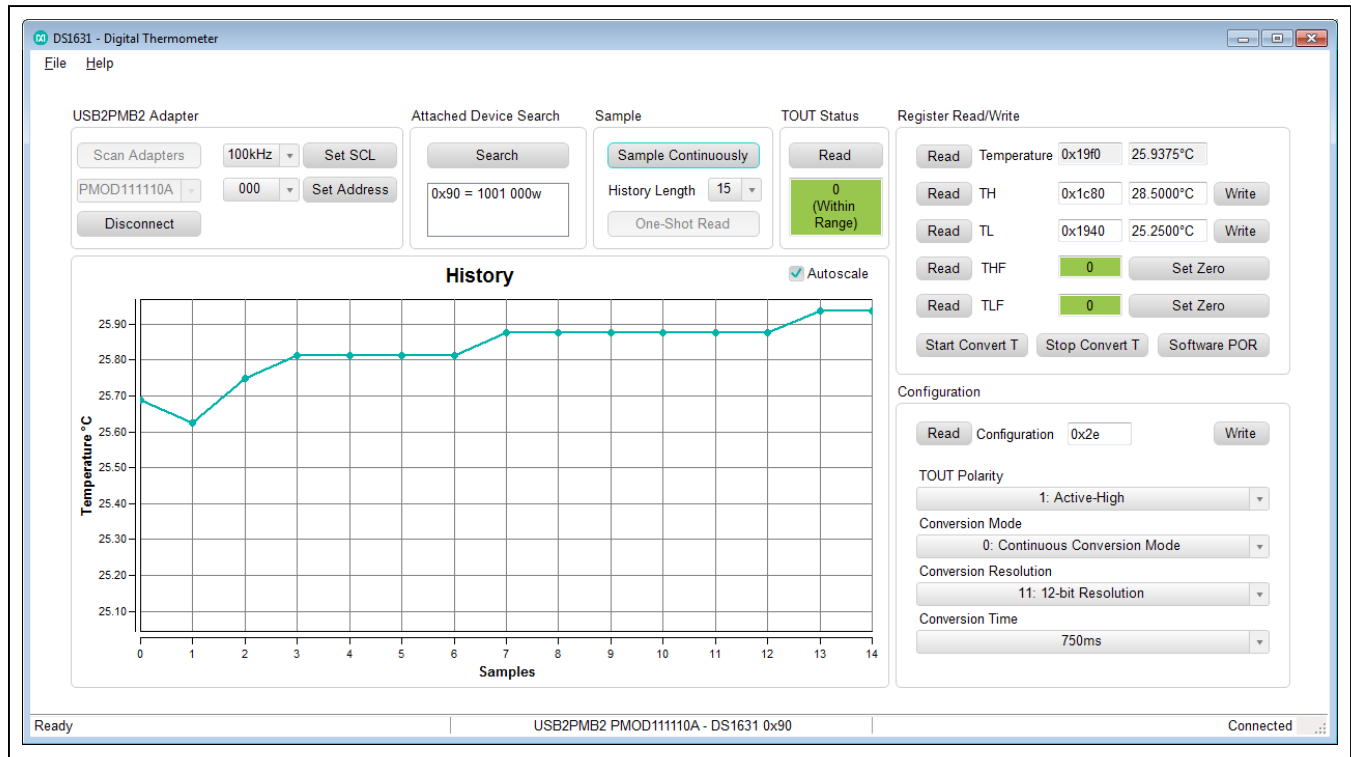 DS1631 - Digital Thermometer
File Help
USB2PMB2 Adapter
Scan Adapters 100kHz Set SCL
PMOD111110A 000 Set Address
Disconnect
Attached Device Search
Search
0x90 = 1001 000w
Sample
Sample Continuously
History Length 15
One-Shot Read
TOUT Status
Read
0
(Within
Range)
Register Read/Write
Read Temperature 0x19f0 25.9375°C
Read TH 0x1c80 28.5000°C Write
Read TL 0x1940 25.2500°C Write
Read THF 0 Set Zero
Read TLF 0 Set Zero
Start Convert T Stop Convert T Software POR
History
Autoscale
Temperature °C
25.90
25.80
25.70
25.60
25.50
25.40
25.30
25.20
25.10
0 1 2 3 4 5 6 7 8 9 10 11 12 13 14
Samples
Configuration
Read Configuration 0x2e Write
TOUT Polarity
1: Active-High
Conversion Mode
0: Continuous Conversion Mode
Conversion Resolution
11: 12-bit Resolution
Conversion Time
750ms
Ready USB2PMB2 PMOD111110A - DS1631 0x90 Connected